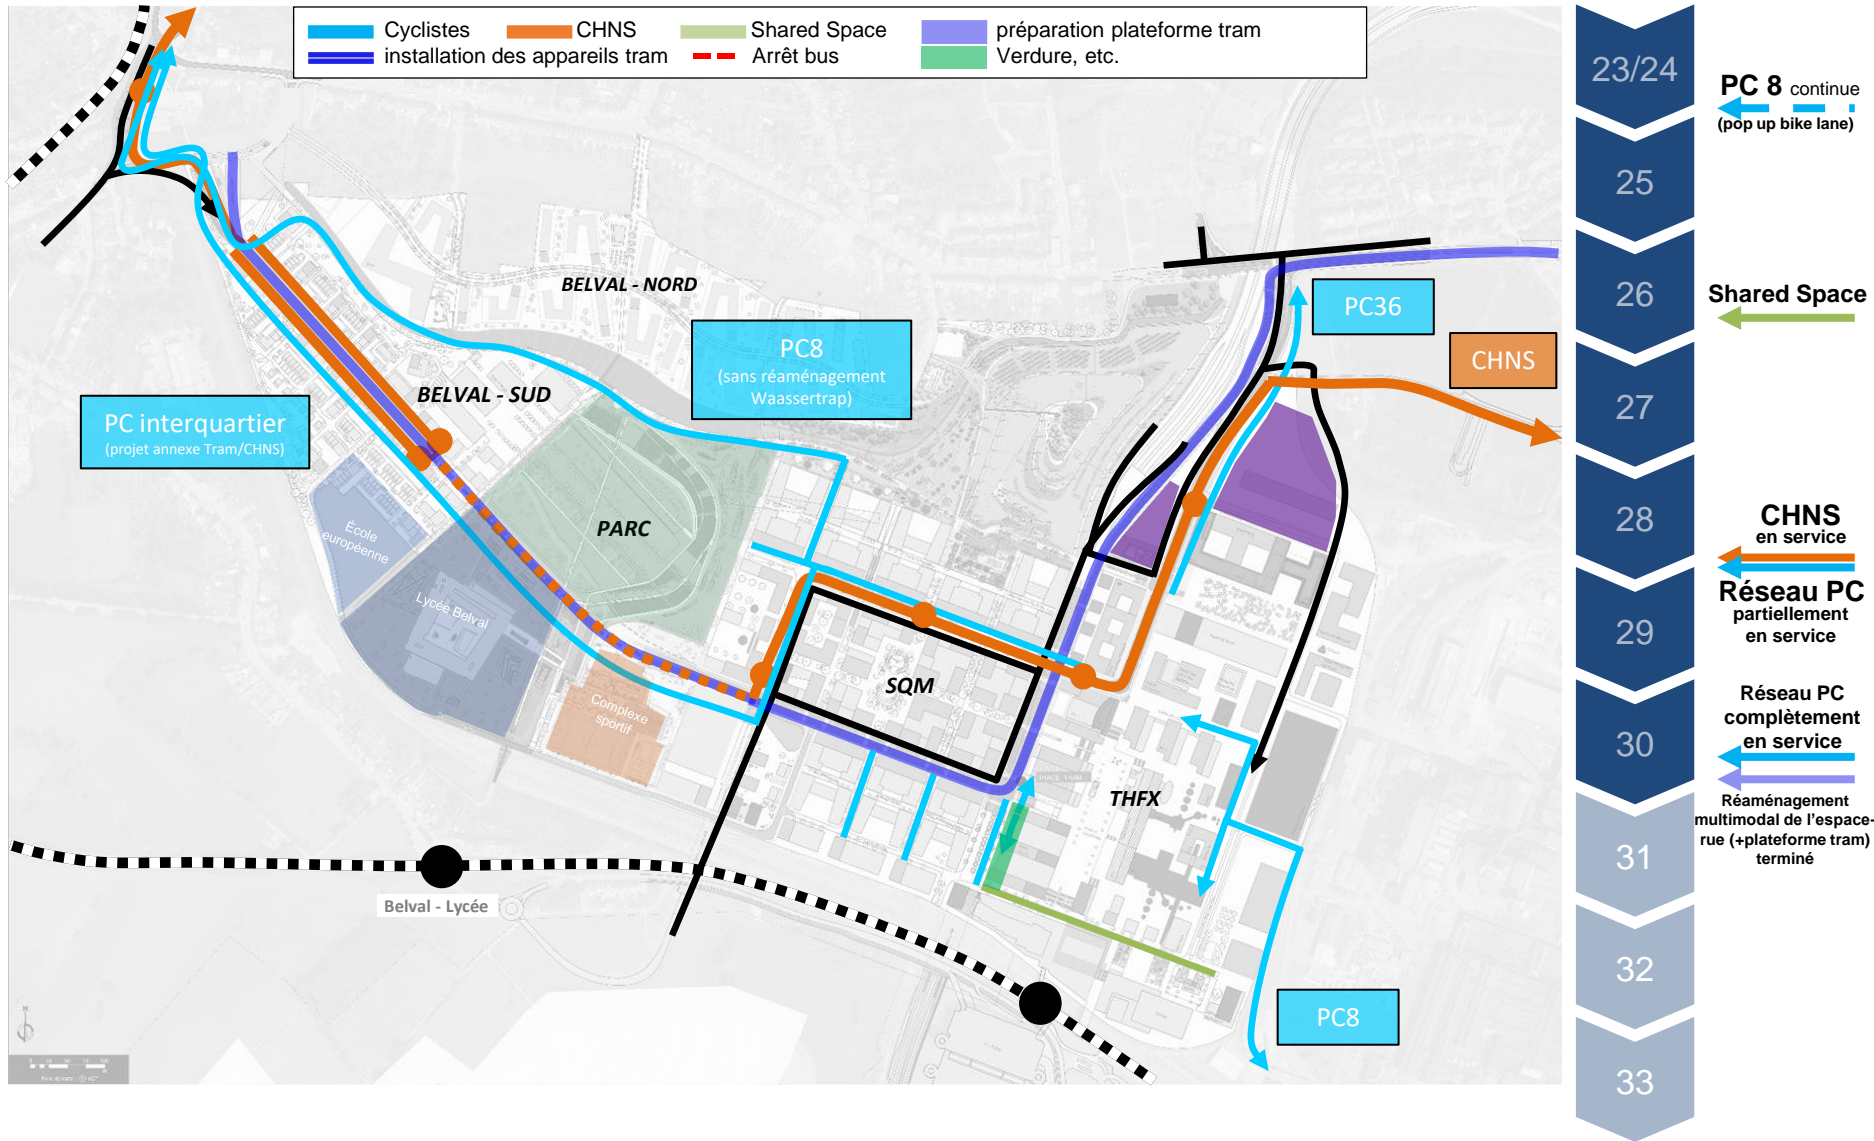 Cyclistes
CHNS
Shared Space
préparation plateforme tram
installation des appareils tram
Arrêt bus
Verdure, etc.
BELVAL - NORD
PC8
(sans réaménagement
Waassertrap)
PC36
CHNS
BELVAL - SUD
PC interquartier
(projet annexe Tram/CHNS)
École
européenne
PARC
Lycée Belval
Complexe
sportif
SQM
THFX
Belval - Lycée
PC8
23/24
25
26
27
28
29
30
31
32
33
PC 8 continue
(pop up bike lane)
Shared Space
CHNS
en service
Réseau PC
partiellement
en service
Réseau PC
complètement
en service
Réaménagement
multimodal de l'espace-
rue (+plateforme tram)
terminé